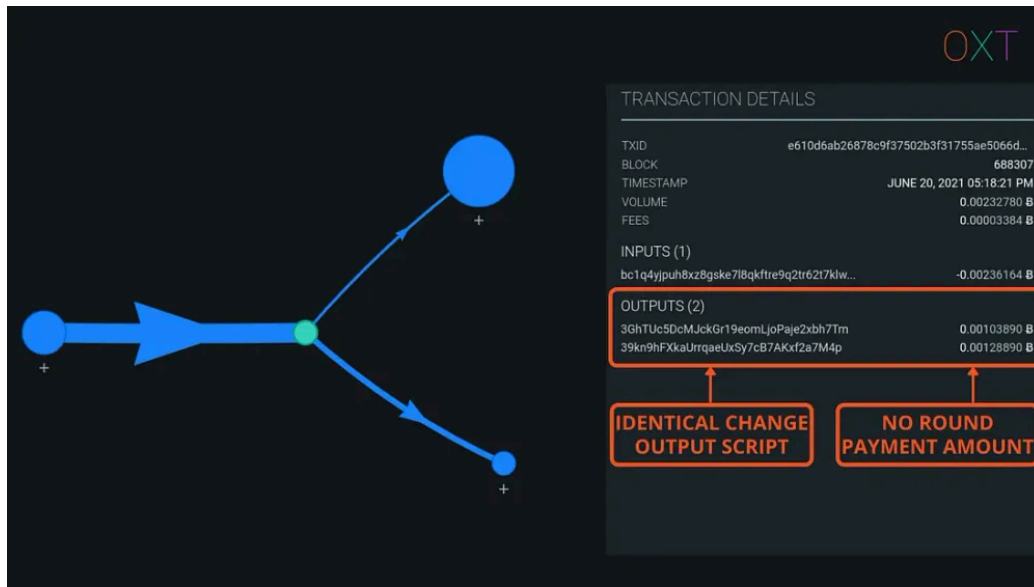 OXT
TRANSACTION DETAILS
TXID e610d6ab26878c9f37502b3f31755ae5066d...
BLOCK 688307
TIMESTAMP JUNE 20, 2021 05:18:21 PM
VOLUME 0.00232780 Ƀ
FEES 0.00003384 Ƀ
INPUTS (1)
bc1q4yjpuh8xz8gske7l8qkftre9q2tr62t7klw... -0.00236164 Ƀ
OUTPUTS (2)
3GhTUc5DcMJckGr19eomLjoPaje2xbh7Tm 0.00103890 Ƀ
39kn9hFXkaUrrqaeUxSy7cB7AKxf2a7M4p 0.00128890 Ƀ
IDENTICAL CHANGE
OUTPUT SCRIPT
NO ROUND
PAYMENT AMOUNT